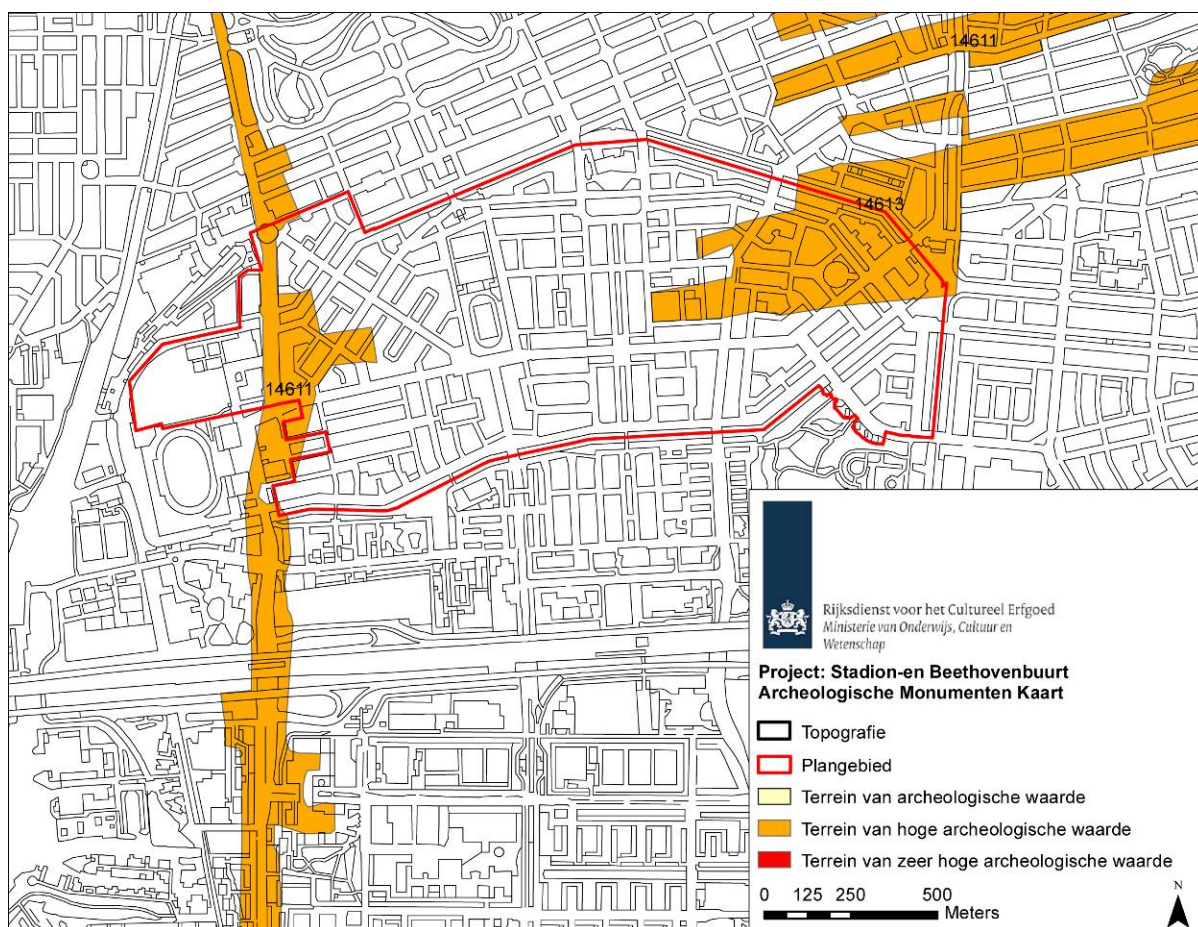 14611
14613
14611
Rijksdienst voor het Cultureel Erfgoed
Ministerie van Onderwijs, Cultuur en
Wetenschap
Project: Stadion-en Beethovenbuurt
Archeologische Monumenten Kaart
Topografie
Plangebied
Terrein van archeologische waarde
Terrein van hoge archeologische waarde
Terrein van zeer hoge archeologische waarde
0 125 250 500
Meters
N